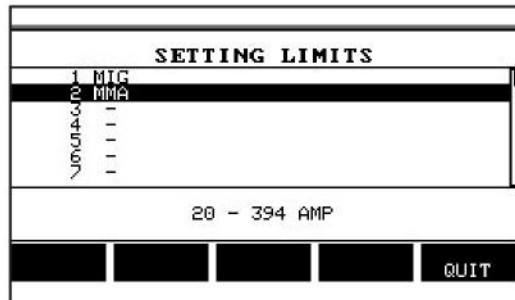 SETTING LIMITS
1 MIG
2 MMA
3 -
4 -
5 -
6 -
7 -
20 - 394 AMP
QUIT